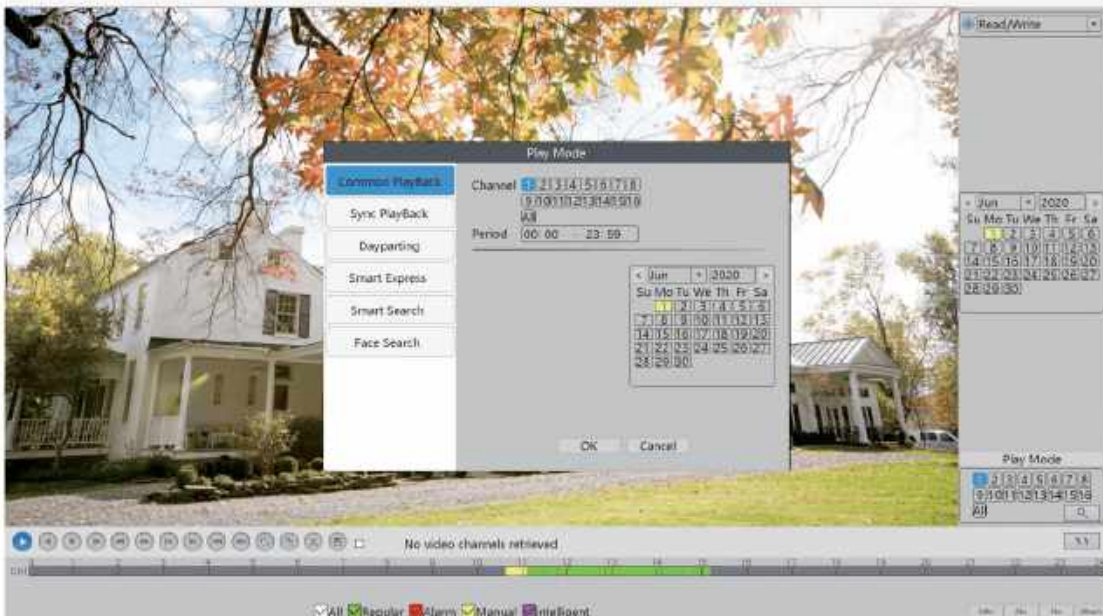 Read/Write
Play Mode
Common PlayBack
Sync PlayBack
Dayparting
Smart Express
Smart Search
Face Search
Channel 1 2 3 4 5 6 7 8
9 10 11 12 13 14 15 16
All
Period 00:00 - 23:59
< Jun 2020 >
Su Mo Tu We Th Fr Sa
1 2 3 4 5 6
7 8 9 10 11 12 13
14 15 16 17 18 19 20
21 22 23 24 25 26 27
28 29 30
OK Cancel
< Jun 2020 >
Su Mo Tu We Th Fr Sa
1 2 3 4 5 6
7 8 9 10 11 12 13
14 15 16 17 18 19 20
21 22 23 24 25 26 27
28 29 30
Play Mode
1 2 3 4 5 6 7 8
9 10 11 12 13 14 15 16
All
No video channels retrieved
All Regular Alarm Manual Intelligent